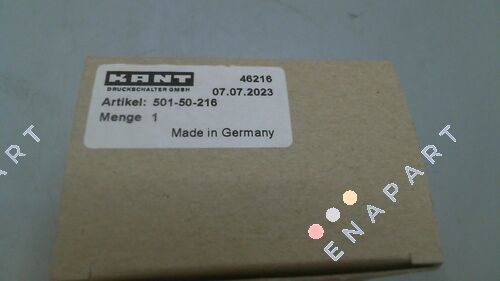 KANT 46216
DRUCKSCHALTER GMBH 07.07.2023
Artikel: 501-50-216
Menge 1
Made in Germany
ENAPART